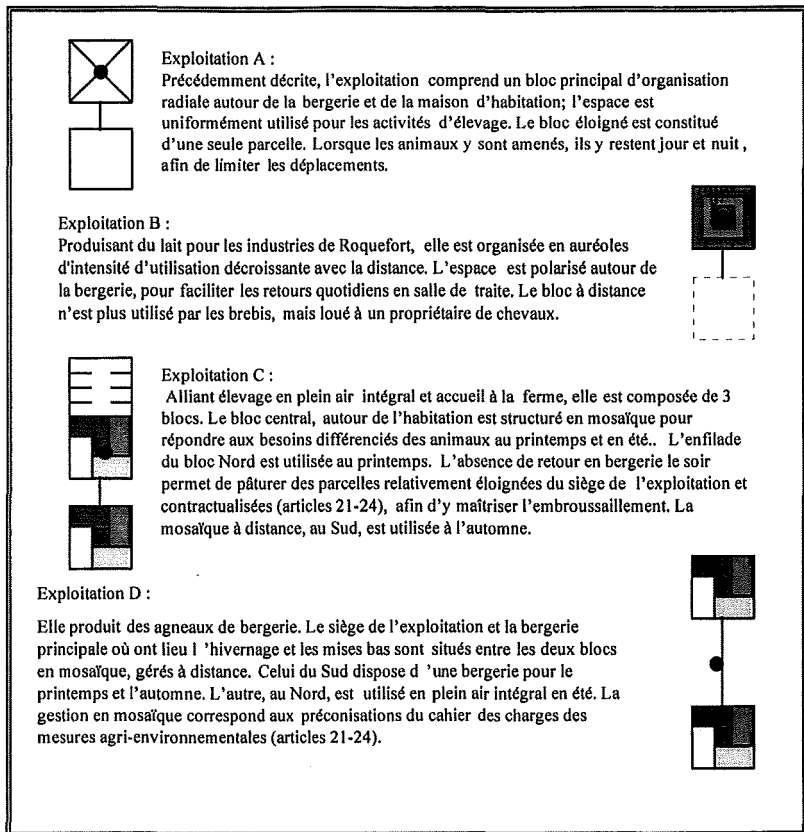 Exploitation A :
Précédemment décrite, l'exploitation comprend un bloc principal d'organisation
radiale autour de la bergerie et de la maison d'habitation; l'espace est
uniformément utilisé pour les activités d'élevage. Le bloc éloigné est constitué
d'une seule parcelle. Lorsque les animaux y sont amenés, ils y restent jour et nuit ,
afin de limiter les déplacements.
Exploitation B :
Produisant du lait pour les industries de Roquefort, elle est organisée en auréoles
d'intensité d'utilisation décroissante avec la distance. L'espace est polarisé autour de
la bergerie, pour faciliter les retours quotidiens en salle de traite. Le bloc à distance
n'est plus utilisé par les brebis, mais loué à un propriétaire de chevaux.
Exploitation C :
Alliant élevage en plein air intégral et accueil à la ferme, elle est composée de 3
blocs. Le bloc central, autour de l'habitation est structuré en mosaïque pour
répondre aux besoins différenciés des animaux au printemps et en été.. L'enfilade
du bloc Nord est utilisée au printemps. L'absence de retour en bergerie le soir
permet de pâturer des parcelles relativement éloignées du siège de l'exploitation et
contractualisées (articles 21-24), afin d'y maîtriser l'embroussaillement. La
mosaïque à distance, au Sud, est utilisée à l'automne.
Exploitation D :
Elle produit des agneaux de bergerie. Le siège de l'exploitation et la bergerie
principale où ont lieu l 'hivernage et les mises bas sont situés entre les deux blocs
en mosaïque, gérés à distance. Celui du Sud dispose d 'une bergerie pour le
printemps et l'automne. L'autre, au Nord, est utilisé en plein air intégral en été. La
gestion en mosaïque correspond aux préconisations du cahier des charges des
mesures agri-environnementales (articles 21-24).